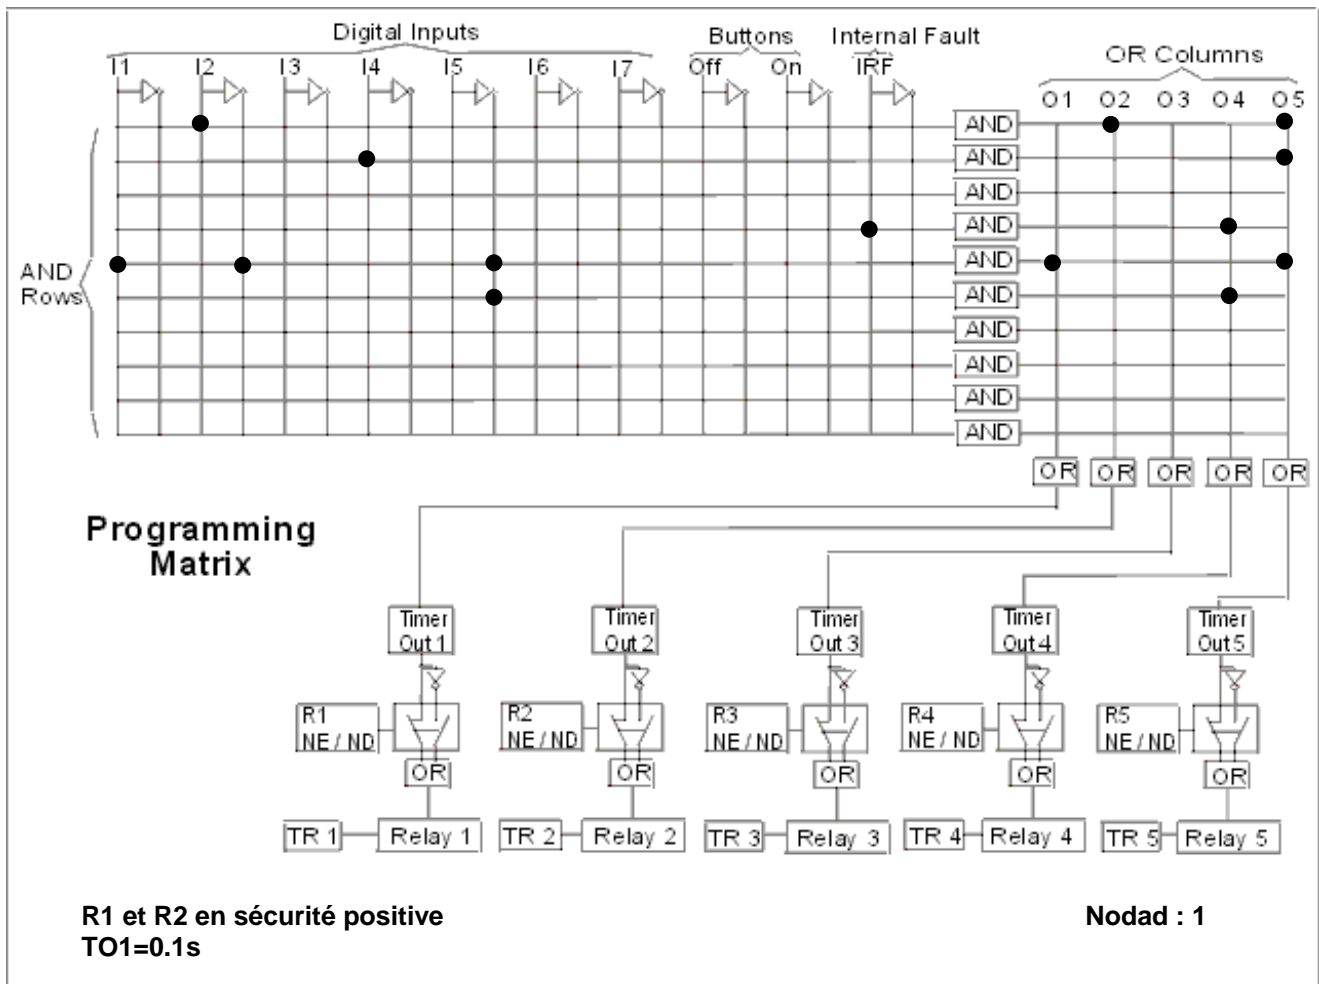 Digital Inputs Buttons Internal Fault
OR Columns
I1 I2 I3 I4 I5 I6 I7 Off On IRF
O1 O2 O3 O4 O5
AND
AND
AND
AND
AND
AND
Rows
AND
AND
AND
AND
AND
OR OR OR OR OR
Programming
Matrix
Timer
Out 1
Timer
Out 2
Timer
Out 3
Timer
Out 4
Timer
Out 5
R1
NE / ND
R2
NE / ND
R3
NE / ND
R4
NE / ND
R5
NE / ND
OR OR OR OR OR
TR 1 Relay 1 TR 2 Relay 2 TR 3 Relay 3 TR 4 Relay 4 TR 5 Relay 5
R1 et R2 en sécurité positive Nodad : 1
TO1=0.1s